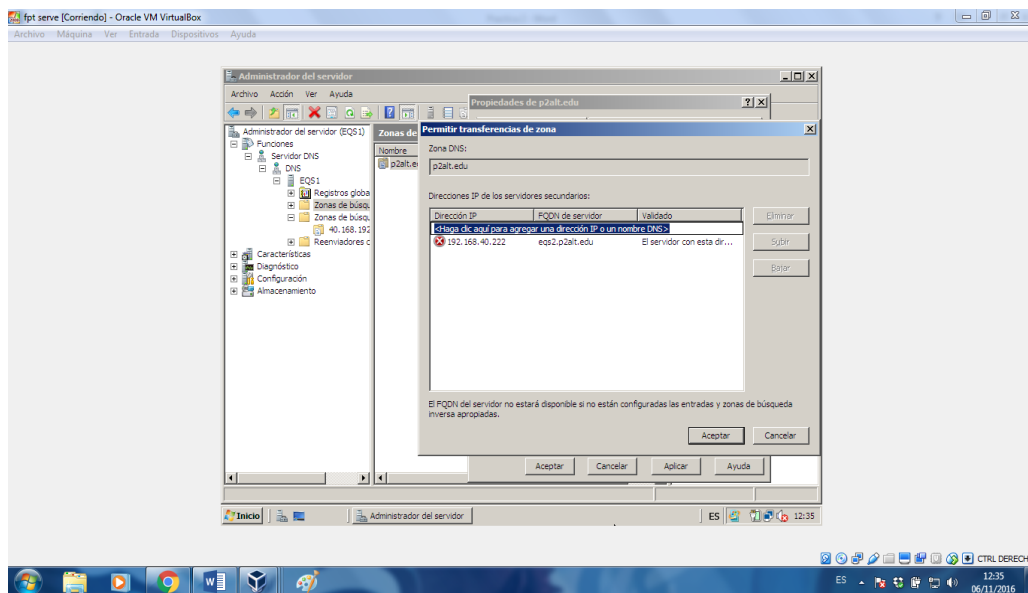 fpt serve [Corriendo] - Oracle VM VirtualBox
Archivo Máquina Ver Entrada Dispositivos Ayuda
Administrador del servidor
Archivo Acción Ver Ayuda
Propiedades de p2alt.edu
Administrador del servidor (EQS1)
Funciones
Servidor DNS
DNS
EQS1
Registros globa
Zonas de búsqu
Zonas de búsqu
40.168.192
Reenviadores c
Características
Diagnóstico
Configuración
Almacenamiento
Zonas de
Nombre
p2alt.e
Permitir transferencias de zona
Zona DNS:
p2alt.edu
Direcciones IP de los servidores secundarios:
Dirección IP FQDN de servidor Validado
<Haga clic aquí para agregar una dirección IP o un nombre DNS>
192.168.40.222 eqs2.p2alt.edu El servidor con esta dir...
Eliminar
Subir
Bajar
El FQDN del servidor no estará disponible si no están configuradas las entradas y zonas de búsqueda
inversa apropiadas.
Aceptar Cancelar
Aceptar Cancelar Aplicar Ayuda
Inicio Administrador del servidor ES 12:35
CTRL DERECH
ES 12:35
06/11/2016